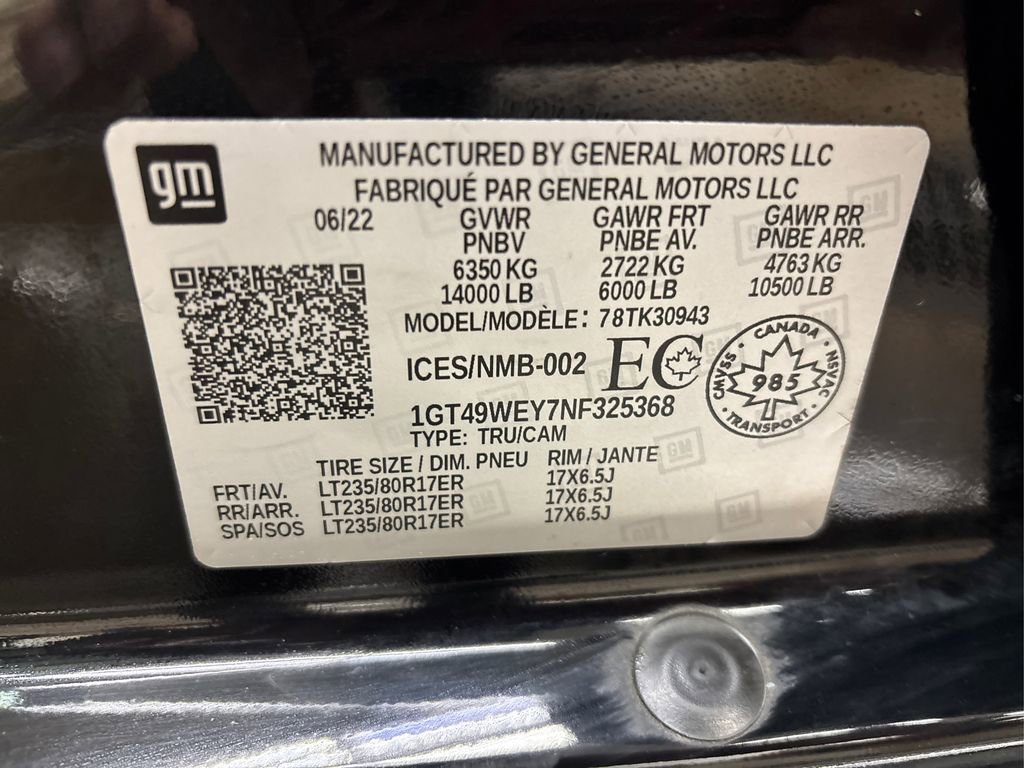 gm
MANUFACTURED BY GENERAL MOTORS LLC
FABRIQUÉ PAR GENERAL MOTORS LLC
06/22 GVWR GAWR FRT GAWR RR
PNBV PNBE AV. PNBE ARR.
6350 KG 2722 KG 4763 KG
14000 LB 6000 LB 10500 LB
MODEL/MODÈLE: 78TK30943
ICES/NMB-002 EC
CANADA
CMVSS 985 NSVAC
TRANSPORT
1GT49WEY7NF325368
TYPE: TRU/CAM
TIRE SIZE / DIM. PNEU RIM / JANTE
FRT/AV. LT235/80R17ER 17X6.5J
RR/ARR. LT235/80R17ER 17X6.5J
SPA/SOS LT235/80R17ER 17X6.5J